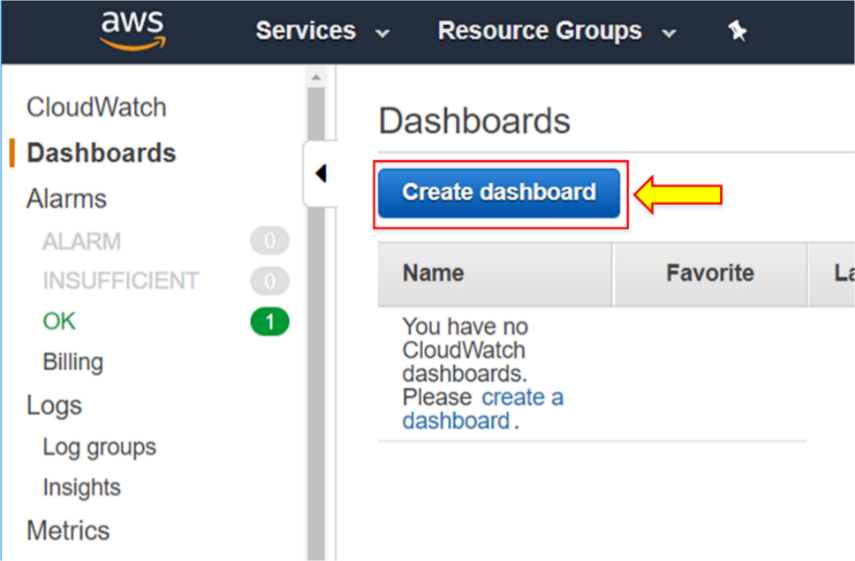 aws Services Resource Groups
CloudWatch
Dashboards
Alarms
ALARM 0
INSUFFICIENT 0
OK 1
Billing
Logs
Log groups
Insights
Metrics
Dashboards
Create dashboard
Name Favorite
You have no
CloudWatch
dashboards.
Please create a
dashboard.